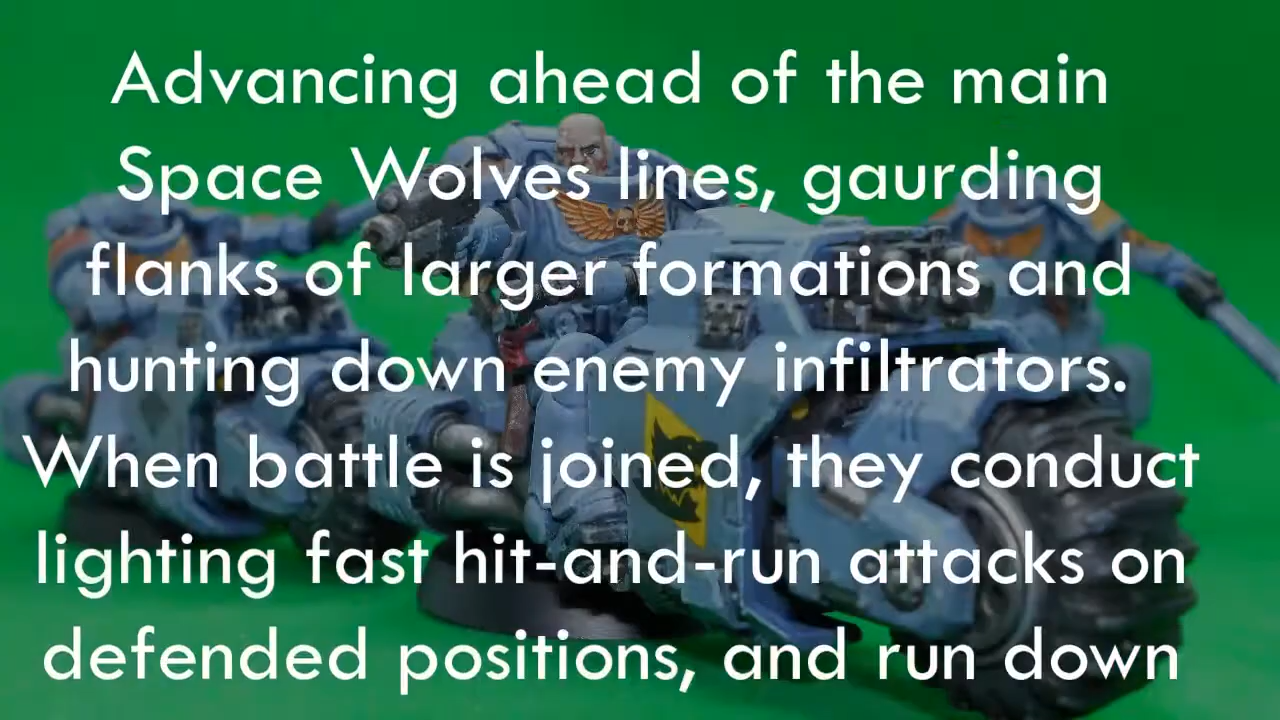 Advancing ahead of the main
Space Wolves lines, gaurding
flanks of larger formations and
hunting down enemy infiltrators.
When battle is joined, they conduct
lighting fast hit-and-run attacks on
defended positions, and run down